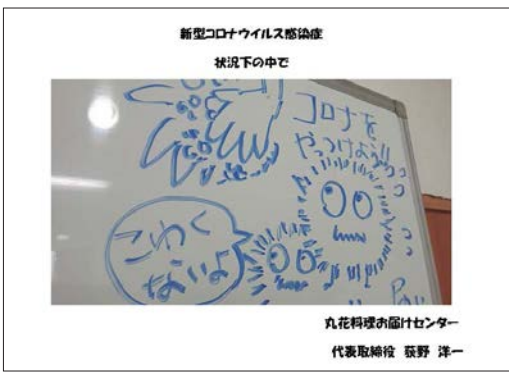 新型コロナウイルス感染症
状況下の中で
コロナを
やっつけよう!!
こわく
ないよ
丸花料理お届けセンター
代表取締役 荻野 洋一